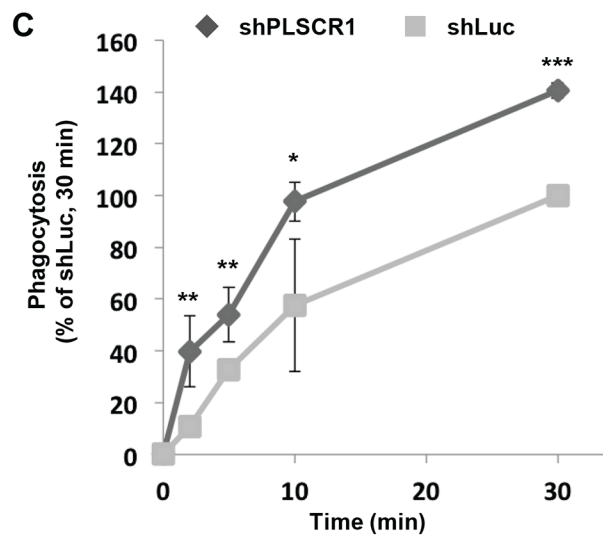 C
shPLSCR1 shLuc
Phagocytosis
(% of shLuc, 30 min)
160
140
120
100
80
60
40
20
0
**
**
*
***
0 10 20 30
Time (min)